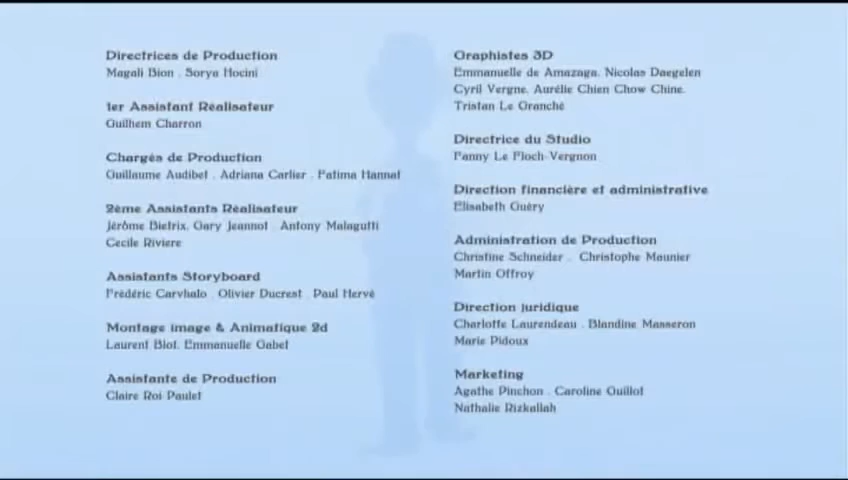 Directrices de Production
Magali Bion . Sorya Hocini
1er Assistant Réalisateur
Guilhem Charron
Chargés de Production
Guillaume Audibet . Adriana Carlier . Fatima Hannat
2ème Assistants Réalisateur
Jérôme Bietrix. Gary Jeannot . Antony Malagutti
Cecile Riviere
Assistants Storyboard
Frédéric Carvhalo . Olivier Ducrest . Paul Hervé
Montage image & Animatique 2d
Laurent Blot. Emmanuelle Gabet
Assistante de Production
Claire Roi Paulet
Graphistes 3D
Emmanuelle de Amazaga. Nicolas Daegelen
Cyril Vergne. Aurélie Chien Chow Chine.
Tristan Le Granché
Directrice du Studio
Fanny Le Floch-Vergnon
Direction financière et administrative
Elisabeth Guéry
Administration de Production
Christine Schneider . Christophe Maunier
Martin Offroy
Direction juridique
Charlotte Laurendeau . Blandine Masseron
Marie Pidoux
Marketing
Agathe Pinchon . Caroline Guillot
Nathalie Rizkallah